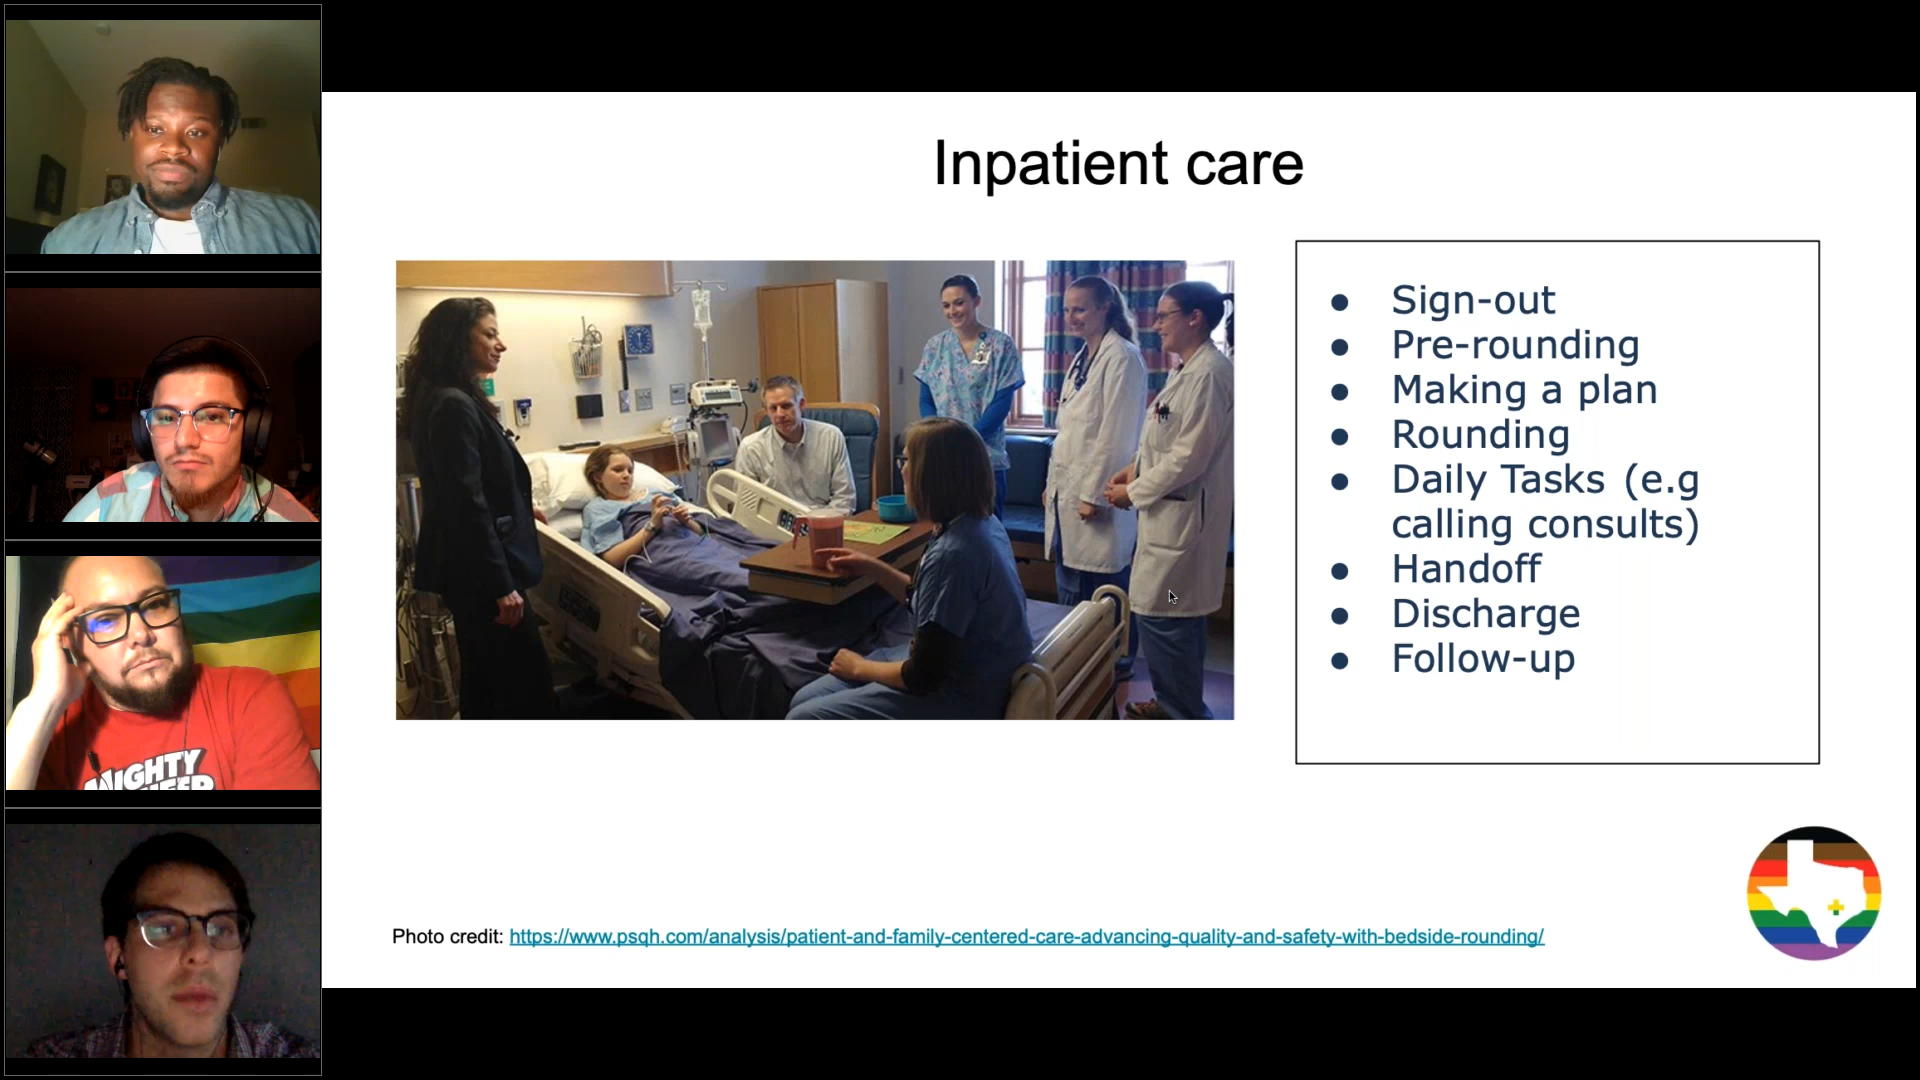 Inpatient care
● Sign-out
● Pre-rounding
● Making a plan
● Rounding
● Daily Tasks (e.g
calling consults)
● Handoff
● Discharge
● Follow-up
Photo credit: https://www.psqh.com/analysis/patient-and-family-centered-care-advancing-quality-and-safety-with-bedside-rounding/
MIGHTY